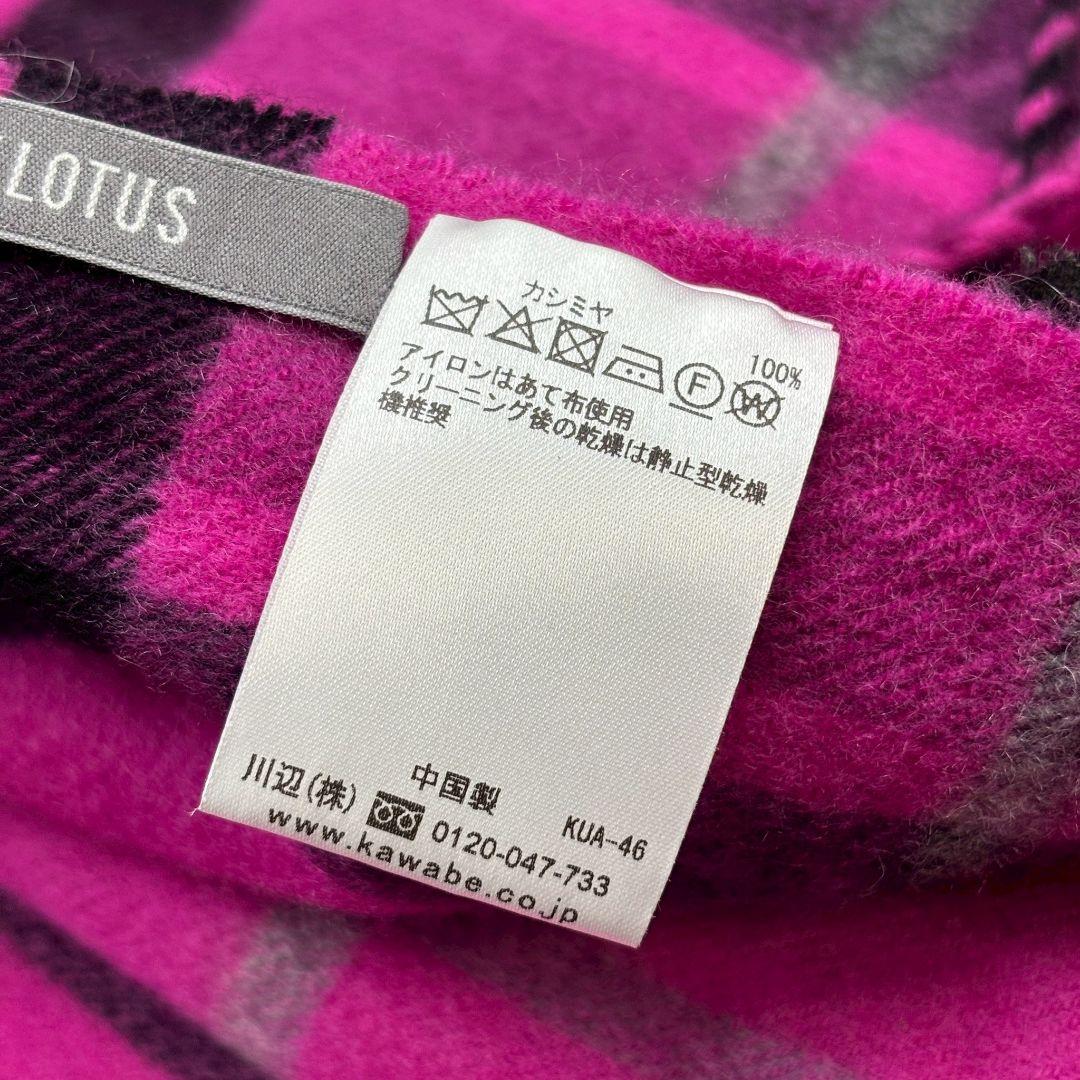 LOTUS
カシミヤ 100%
F W
アイロンはあて布使用
クリーニング後の乾燥は静止型乾燥
機推奨
中国製 KUA-46
川辺(株) 0120-047-733
www.kawabe.co.jp